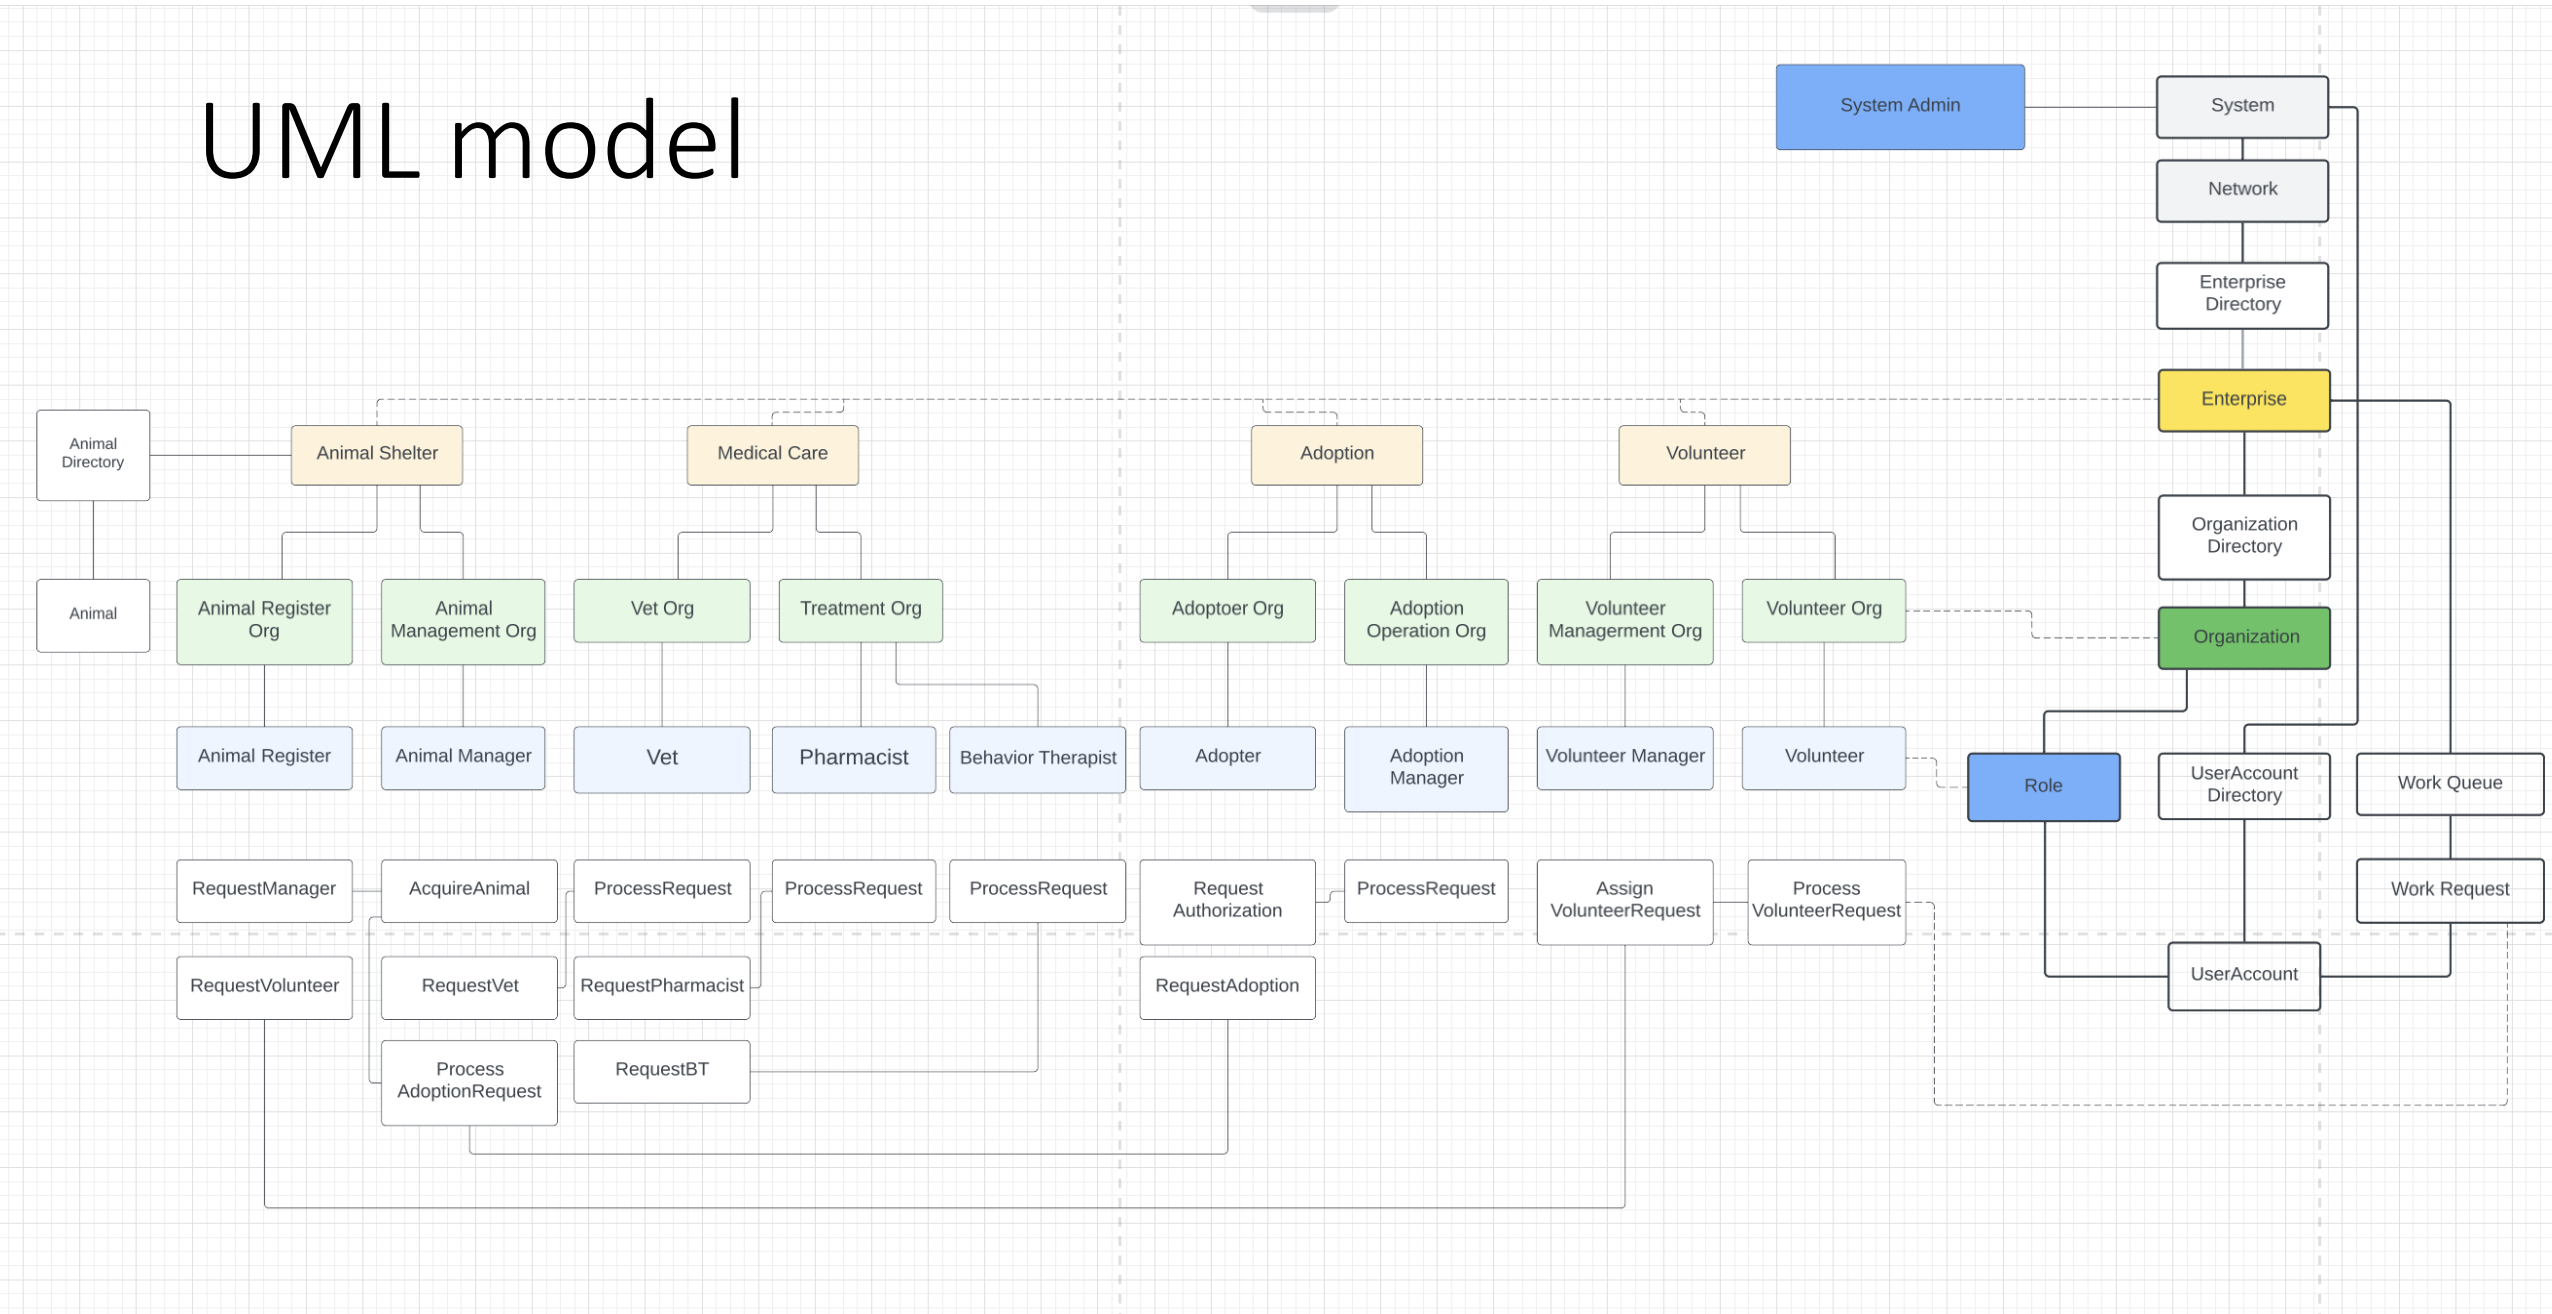 UML model
System Admin
System
Network
Enterprise
Directory
Enterprise
Animal
Directory
Animal Shelter
Medical Care
Adoption
Volunteer
Organization
Directory
Animal
Animal Register
Org
Animal
Management Org
Vet Org
Treatment Org
Adoptoer Org
Adoption
Operation Org
Volunteer
Managerment Org
Volunteer Org
Organization
Animal Register
Animal Manager
Vet
Pharmacist
Behavior Therapist
Adopter
Adoption
Manager
Volunteer Manager
Volunteer
Role
UserAccount
Directory
Work Queue
RequestManager
AcquireAnimal
ProcessRequest
ProcessRequest
ProcessRequest
Request
Authorization
ProcessRequest
Assign
VolunteerRequest
Process
VolunteerRequest
Work Request
RequestVolunteer
RequestVet
RequestPharmacist
RequestAdoption
UserAccount
Process
AdoptionRequest
RequestBT